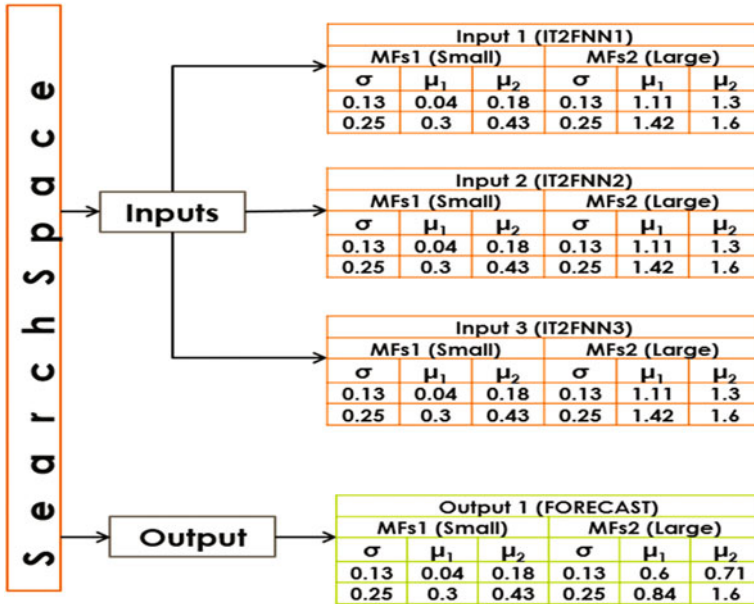 Search Space
Inputs
Input 1 (IT2FNN1)
MFs1 (Small) MFs2 (Large)
σ μ₁ μ₂ σ μ₁ μ₂
0.13 0.04 0.18 0.13 1.11 1.3
0.25 0.3 0.43 0.25 1.42 1.6
Input 2 (IT2FNN2)
MFs1 (Small) MFs2 (Large)
σ μ₁ μ₂ σ μ₁ μ₂
0.13 0.04 0.18 0.13 1.11 1.3
0.25 0.3 0.43 0.25 1.42 1.6
Input 3 (IT2FNN3)
MFs1 (Small) MFs2 (Large)
σ μ₁ μ₂ σ μ₁ μ₂
0.13 0.04 0.18 0.13 1.11 1.3
0.25 0.3 0.43 0.25 1.42 1.6
Output
Output 1 (FORECAST)
MFs1 (Small) MFs2 (Large)
σ μ₁ μ₂ σ μ₁ μ₂
0.13 0.04 0.18 0.13 0.6 0.71
0.25 0.3 0.43 0.25 0.84 1.6